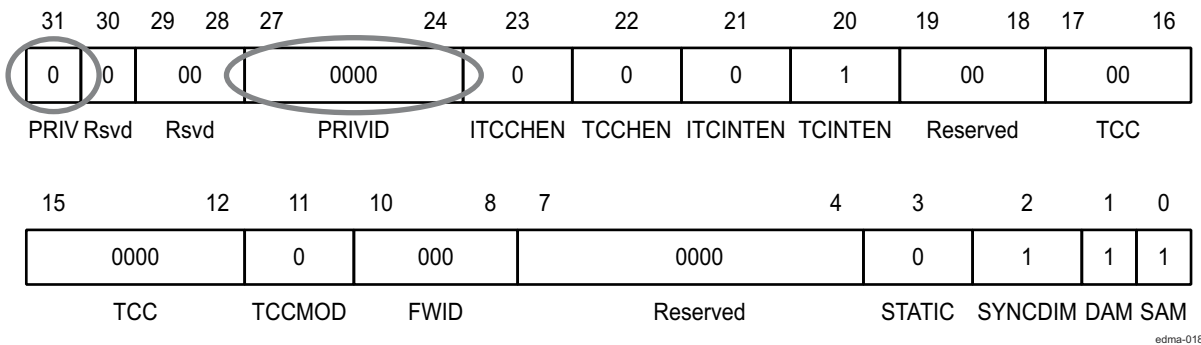 31 30 29 28 27 24 23 22 21 20 19 18 17 16
0 0 00 0000 0 0 0 1 00 00
PRIV Rsvd Rsvd PRIVID ITCCHEN TCCHEN ITCINTEN TCINTEN Reserved TCC
15 12 11 10 8 7 4 3 2 1 0
0000 0 000 0000 0 1 1 1
TCC TCCMOD FWID Reserved STATIC SYNCDIM DAM SAM
edma-018